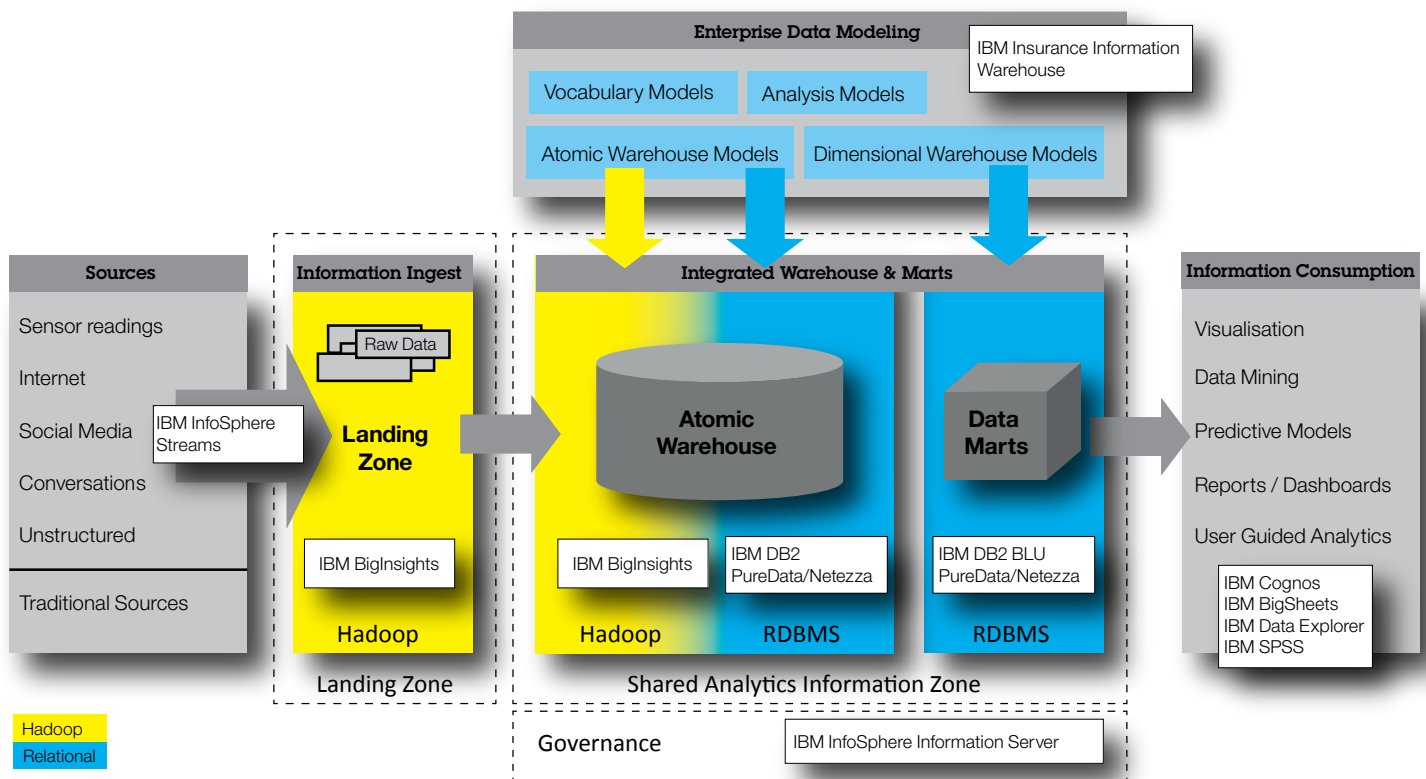 Enterprise Data Modeling
IBM Insurance Information
Warehouse
Vocabulary Models
Analysis Models
Atomic Warehouse Models
Dimensional Warehouse Models
Sources
Sensor readings
Internet
Social Media
Conversations
Unstructured
Traditional Sources
IBM InfoSphere
Streams
Information Ingest
Raw Data
Landing
Zone
IBM BigInsights
Hadoop
Landing Zone
Integrated Warehouse & Marts
Atomic
Warehouse
Data
Marts
IBM BigInsights
IBM DB2
PureData/Netezza
IBM DB2 BLU
PureData/Netezza
Hadoop
RDBMS
RDBMS
Shared Analytics Information Zone
Information Consumption
Visualisation
Data Mining
Predictive Models
Reports / Dashboards
User Guided Analytics
IBM Cognos
IBM BigSheets
IBM Data Explorer
IBM SPSS
Hadoop
Relational
Governance
IBM InfoSphere Information Server